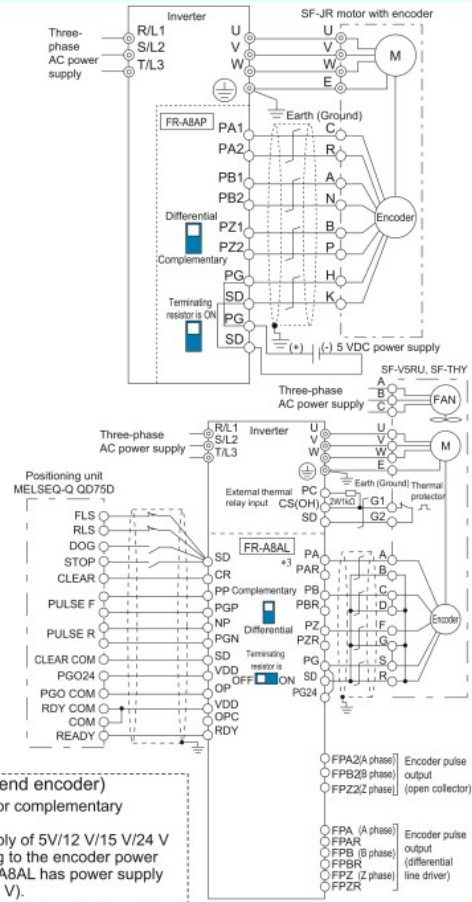 Inverter
SF-JR motor with encoder
Three-
phase
AC power
supply
R/L1
S/L2
T/L3
U
V
W
U
V
W
E
M
Earth (Ground)
FR-A8AP
PA1
PA2
PB1
PB2
PZ1
PZ2
PG
SD
PG
SD
C
R
A
N
B
P
H
K
Encoder
Differential
Complementary
Terminating
resistor is ON
(+)
(-) 5 VDC power supply
SF-V5RU, SF-THY
Three-phase
AC power supply
A
B
C
FAN
Three-phase
AC power supply
R/L1
S/L2
T/L3
Inverter
U
V
W
U
V
W
E
M
Earth (Ground)
Thermal
protector
External thermal
relay input
PC
CS(OH)
SD
2W1kΩ
G1
G2
Positioning unit
MELSEQ-Q QD75D
FLS
RLS
DOG
STOP
CLEAR
PULSE F
PULSE R
CLEAR COM
PGO24
PGO COM
RDY COM
COM
READY
SD
CR
PP
PGP
NP
PGN
SD
VDD
OP
VDD
OPC
RDY
FR-A8AL
*3
Complementary
Differential
Terminating
resistor is
OFF
ON
PA
PAR
PB
PBR
PZ
PZR
PG
SD
PG24
A
B
C
D
F
G
S
R
Encoder
FPA2(A phase)
FPB2(B phase)
FPZ2(Z phase)
Encoder pulse
output
(open collector)
FPA (A phase)
FPAR
FPB (B phase)
FPBR
FPZ (Z phase)
FPZR
Encoder pulse
output
(differential
line driver)
end encoder)
or complementary
ply of 5V/12 V/15 V/24 V
g to the encoder power
A8AL has power supply
V).